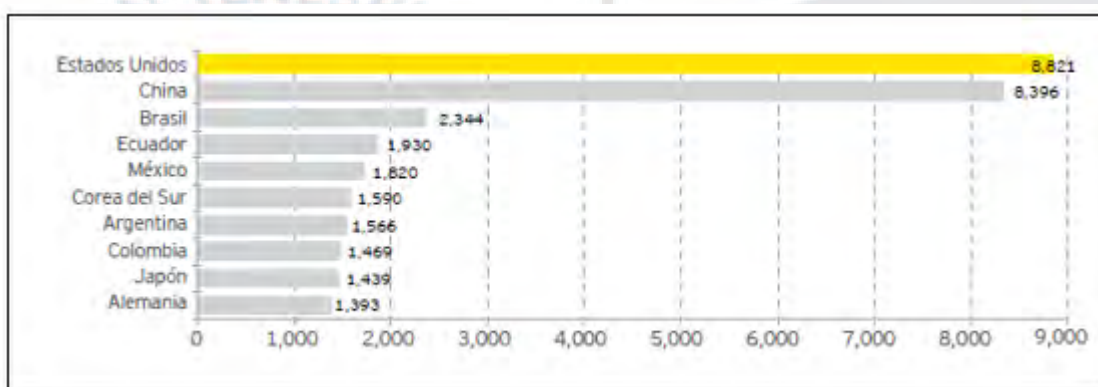 Estados Unidos 8,821
China 8,396
Brasil 2,344
Ecuador 1,930
México 1,820
Corea del Sur 1,590
Argentina 1,566
Colombia 1,469
Japón 1,439
Alemania 1,393
0 1,000 2,000 3,000 4,000 5,000 6,000 7,000 8,000 9,000